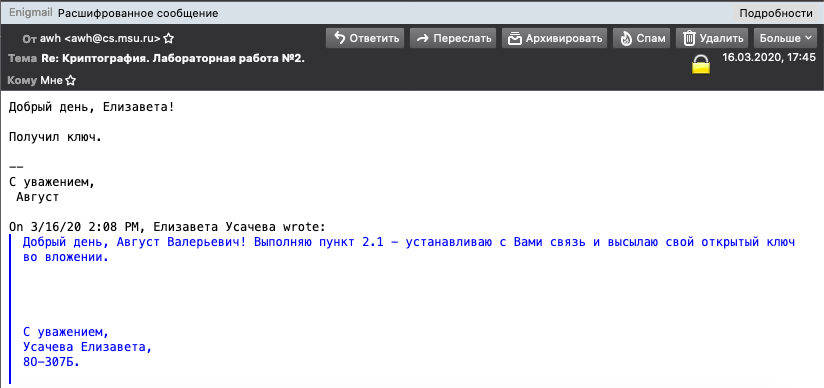 Enigmail Расшифрованное сообщение Подробности
От awh <awh@cs.msu.ru> Ответить Переслать Архивировать Спам Удалить Больше
Тема Re: Криптография. Лабораторная работа №2. 16.03.2020, 17:45
Кому Мне
Добрый день, Елизавета!
Получил ключ.
--
С уважением,
Август
On 3/16/20 2:08 PM, Елизавета Усачева wrote:
Добрый день, Август Валерьевич! Выполняю пункт 2.1 - устанавливаю с Вами связь и высылаю свой открытый ключ
во вложении.
С уважением,
Усачева Елизавета,
8О-307Б.